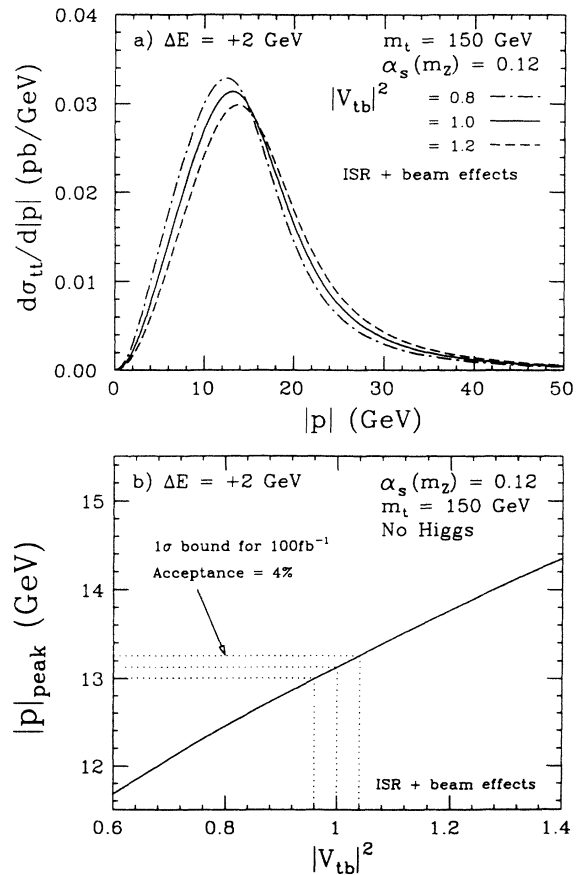 a) ΔE = +2 GeV
m_t = 150 GeV
α_s(m_Z) = 0.12
|V_tb|^2 = 0.8
= 1.0
= 1.2
ISR + beam effects
dσ_tt/d|p| (pb/GeV)
0.04
0.03
0.02
0.01
0.00
0 10 20 30 40 50
|p| (GeV)
b) ΔE = +2 GeV
α_s(m_Z) = 0.12
m_t = 150 GeV
No Higgs
1σ bound for 100fb^−1
Acceptance = 4%
|p|_peak (GeV)
15
14
13
12
ISR + beam effects
0.6 0.8 1 1.2 1.4
|V_tb|^2